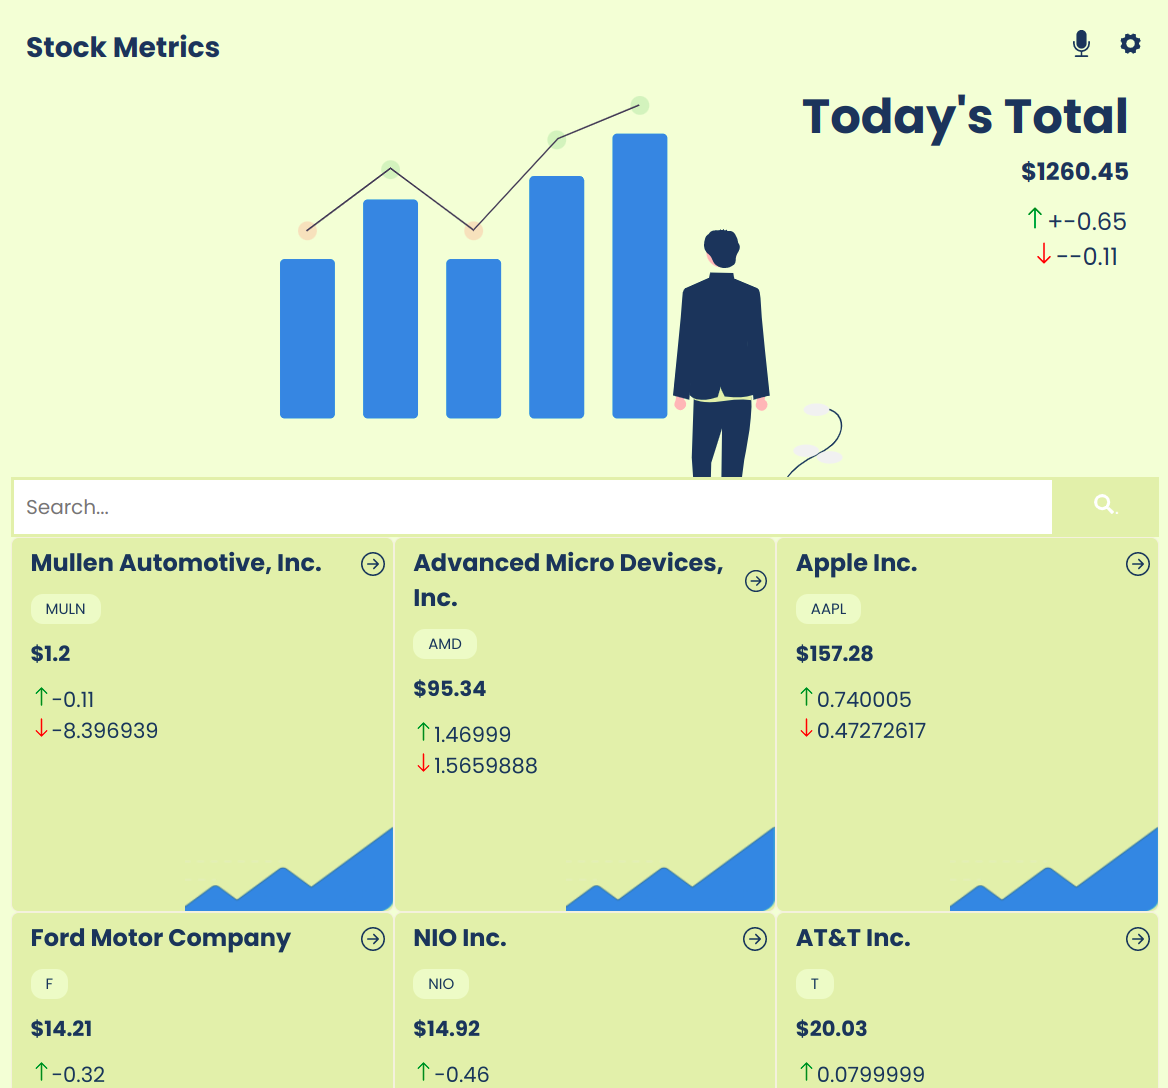 Stock Metrics
Today's Total
$1260.45
↑ +-0.65
↓ --0.11
Search...
Mullen Automotive, Inc.
MULN
$1.2
↑ -0.11
↓ -8.396939
Advanced Micro Devices,
Inc.
AMD
$95.34
↑ 1.46999
↓ 1.5659888
Apple Inc.
AAPL
$157.28
↑ 0.740005
↓ 0.47272617
Ford Motor Company
F
$14.21
↑ -0.32
NIO Inc.
NIO
$14.92
↑ -0.46
AT&T Inc.
T
$20.03
↑ 0.0799999